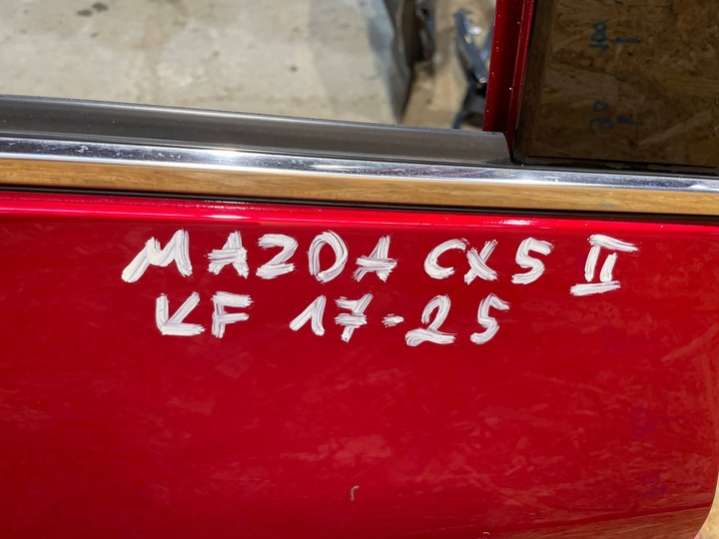 MAZDA CX5 II
KF 17-25